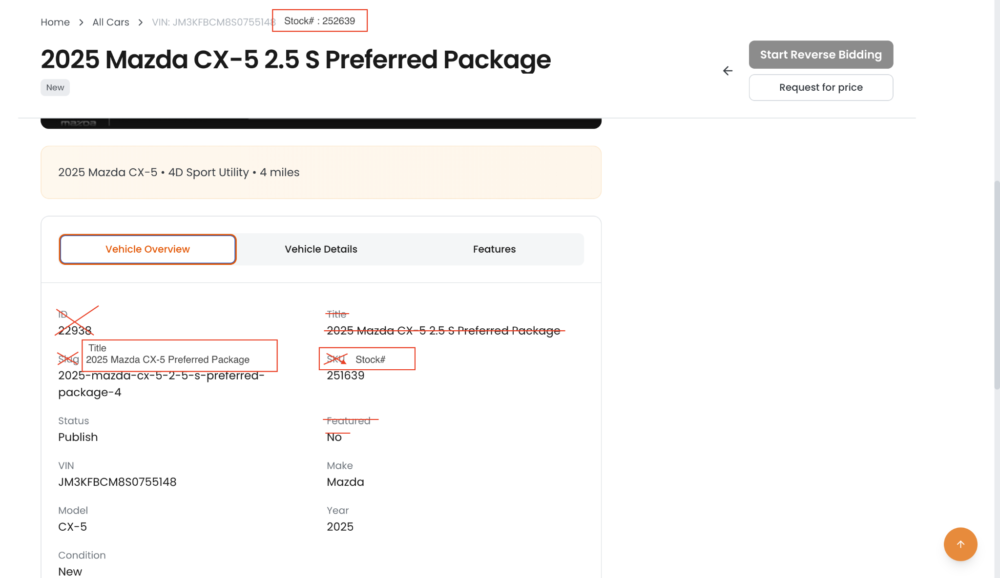 Home > All Cars > VIN: JM3KFBCM8S0755148 Stock# : 252639
2025 Mazda CX-5 2.5 S Preferred Package
New
Start Reverse Bidding
Request for price
mazda
2025 Mazda CX-5 • 4D Sport Utility • 4 miles
Vehicle Overview Vehicle Details Features
ID
22938
Title
2025 Mazda CX-5 2.5 S Preferred Package
Title
2025 Mazda CX-5 Preferred Package
Slug
2025-mazda-cx-5-2-5-s-preferred-
package-4
SKU Stock#
251639
Status
Publish
Featured
No
VIN
JM3KFBCM8S0755148
Make
Mazda
Model
CX-5
Year
2025
Condition
New